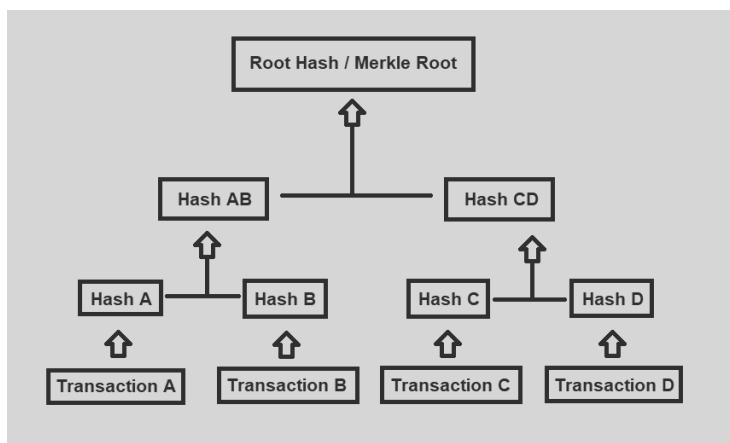 Root Hash / Merkle Root
Hash AB
Hash CD
Hash A
Hash B
Hash C
Hash D
Transaction A
Transaction B
Transaction C
Transaction D